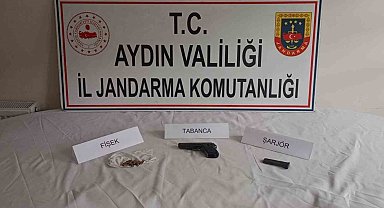 T.C.
AYDIN VALİLİĞİ
İL JANDARMA KOMUTANLIĞI
FİŞEK
TABANCA
ŞARJÖR